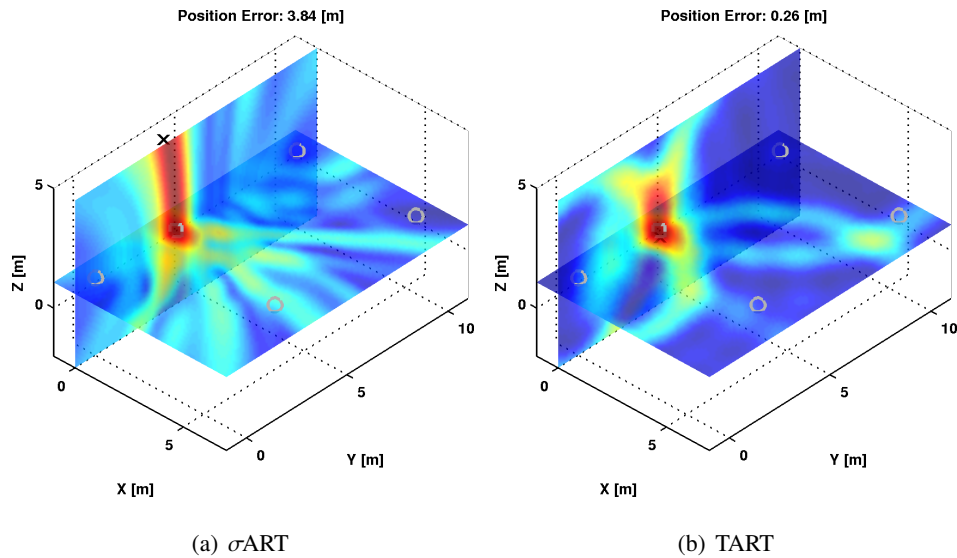 Position Error: 3.84 [m]
Position Error: 0.26 [m]
5
0
Z [m]
0
5
X [m]
0
5
10
Y [m]
5
0
Z [m]
0
5
X [m]
0
5
10
Y [m]
(a) σART
(b) TART